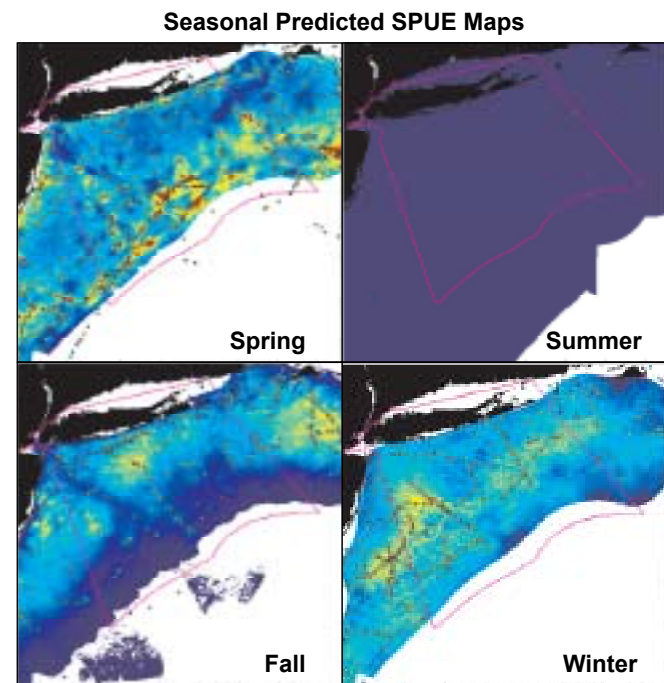 Seasonal Predicted SPUE Maps
Spring
Summer
Fall
Winter